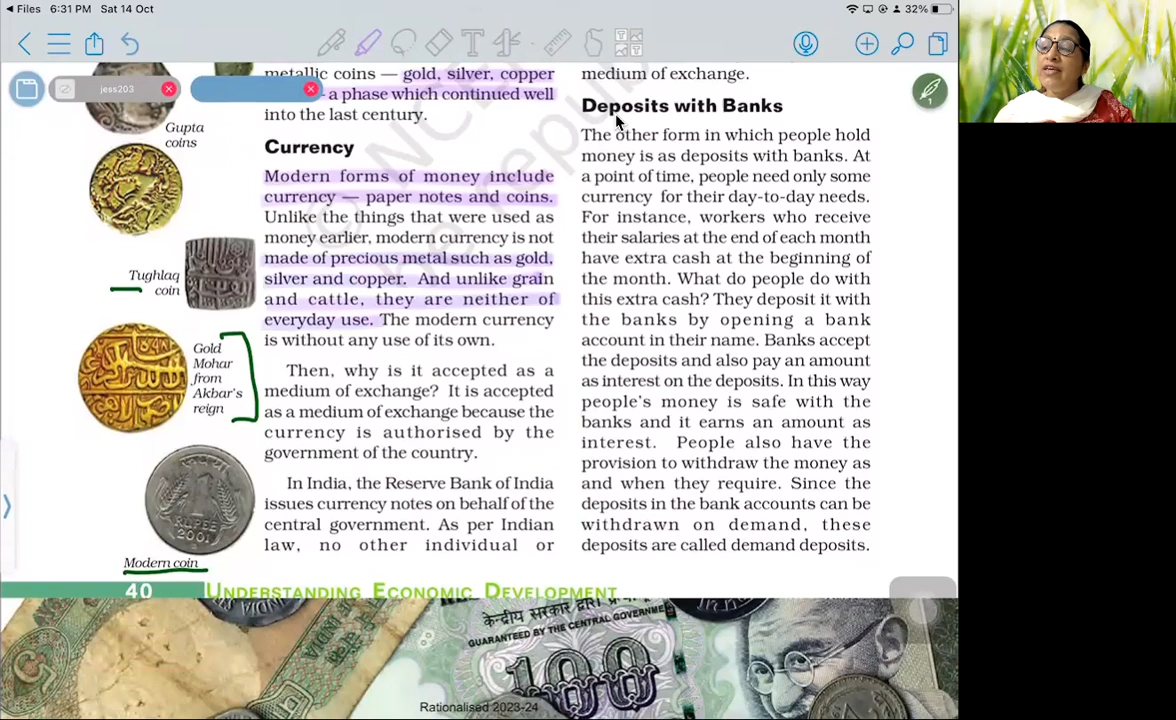 Files 6:31 PM Sat 14 Oct
32%
jess203
metallic coins — gold, silver, copper
— a phase which continued well
into the last century.
Currency
Modern forms of money include
currency — paper notes and coins.
Unlike the things that were used as
money earlier, modern currency is not
made of precious metal such as gold,
silver and copper. And unlike grain
and cattle, they are neither of
everyday use. The modern currency
is without any use of its own.
Then, why is it accepted as a
medium of exchange? It is accepted
as a medium of exchange because the
currency is authorised by the
government of the country.
In India, the Reserve Bank of India
issues currency notes on behalf of the
central government. As per Indian
law, no other individual or
medium of exchange.
Deposits with Banks
The other form in which people hold
money is as deposits with banks. At
a point of time, people need only some
currency for their day-to-day needs.
For instance, workers who receive
their salaries at the end of each month
have extra cash at the beginning of
the month. What do people do with
this extra cash? They deposit it with
the banks by opening a bank
account in their name. Banks accept
the deposits and also pay an amount
as interest on the deposits. In this way
people's money is safe with the
banks and it earns an amount as
interest. People also have the
provision to withdraw the money as
and when they require. Since the
deposits in the bank accounts can be
withdrawn on demand, these
deposits are called demand deposits.
Gupta
coins
Tughlaq
coin
Gold
Mohar
from
Akbar's
reign
1
RUPEE
2001
Modern coin
40 UNDERSTANDING ECONOMIC DEVELOPMENT
केन्द्रीय सरकार द्वारा
GUARANTEED BY THE CENTRAL GOVERNME
100
INDIA
Rationalised 2023-24